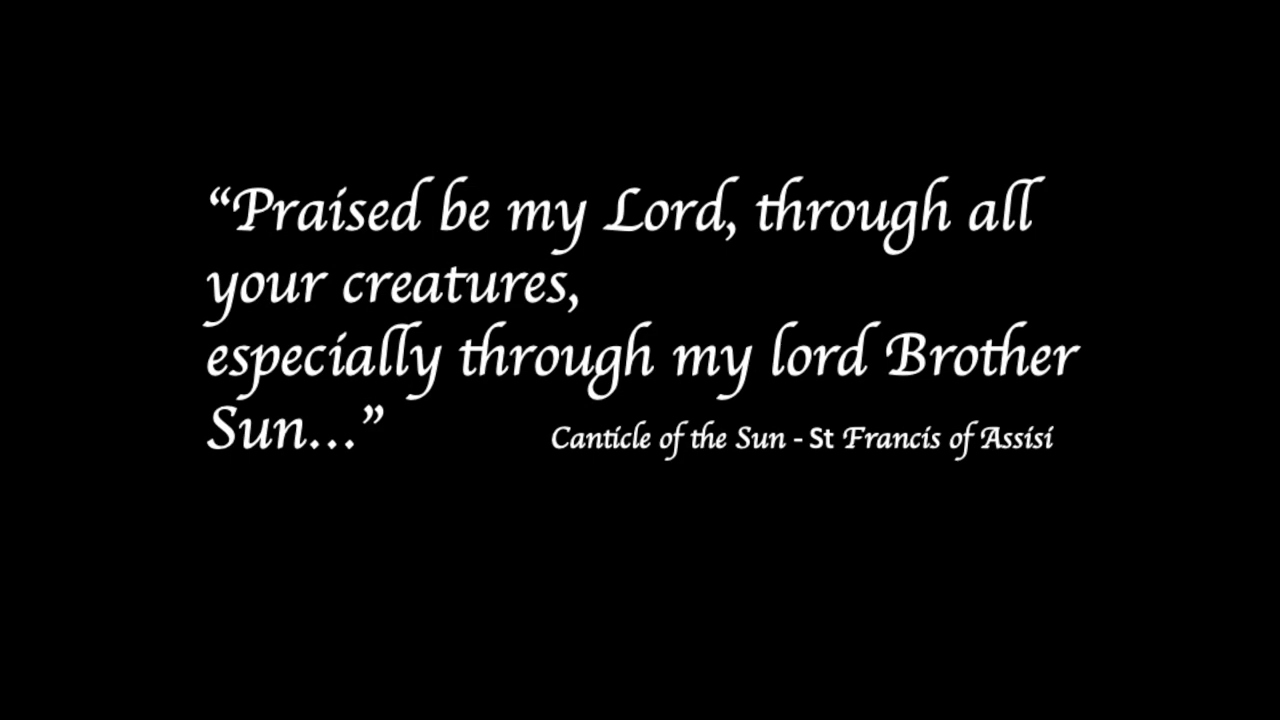 “Praised be my Lord, through all
your creatures,
especially through my lord Brother
Sun...”
Canticle of the Sun - St Francis of Assisi